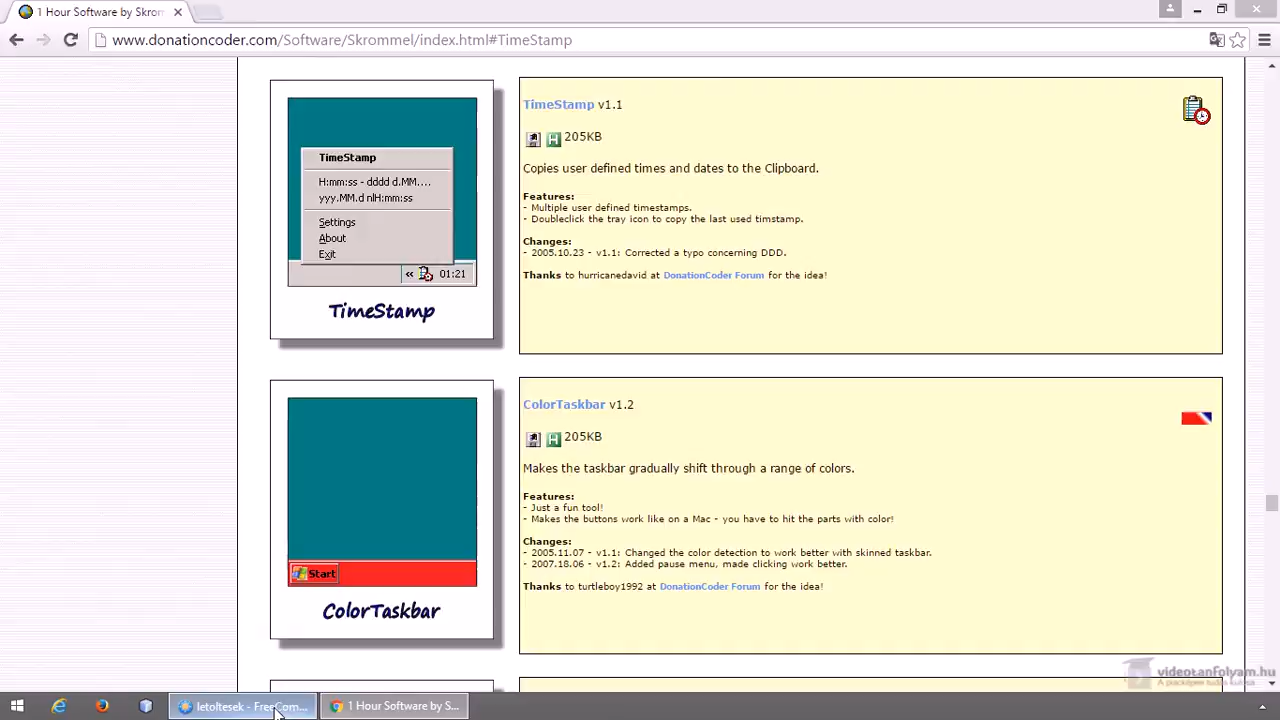 1 Hour Software by Skrom
www.donationcoder.com/Software/Skrommel/index.html#TimeStamp
TimeStamp
H:mm:ss - dddd d.MM....
yyy.MM.d nlH:mm:ss
Settings
About
Exit
« 01:21
TimeStamp
TimeStamp v1.1
205KB
Copies user defined times and dates to the Clipboard.
Features:
- Multiple user defined timestamps.
- Doubleclick the tray icon to copy the last used timstamp.
Changes:
- 2005.10.23 - v1.1: Corrected a typo concerning DDD.
Thanks to hurricanedavid at DonationCoder Forum for the idea!
Start
ColorTaskbar
ColorTaskbar v1.2
205KB
Makes the taskbar gradually shift through a range of colors.
Features:
- Just a fun tool!
- Makes the buttons work like on a Mac - you have to hit the parts with color!
Changes:
- 2005.11.07 - v1.1: Changed the color detection to work better with skinned taskbar.
- 2007.18.06 - v1.2: Added pause menu, made clicking work better.
Thanks to turtleboy1992 at DonationCoder Forum for the idea!
videotanfolyam.hu
letoltesek - FreeCom...
1 Hour Software by S...